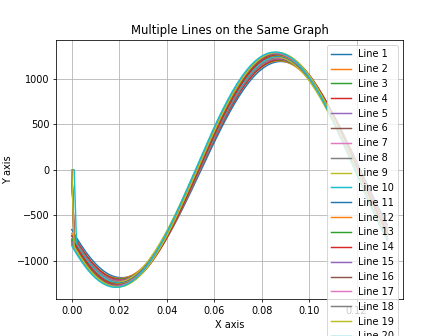 Multiple Lines on the Same Graph
Y axis
1000
500
0
−500
−1000
0.00
0.02
0.04
0.06
0.08
0.10
X axis
Line 1
Line 2
Line 3
Line 4
Line 5
Line 6
Line 7
Line 8
Line 9
Line 10
Line 11
Line 12
Line 13
Line 14
Line 15
Line 16
Line 17
Line 18
Line 19
Line 20